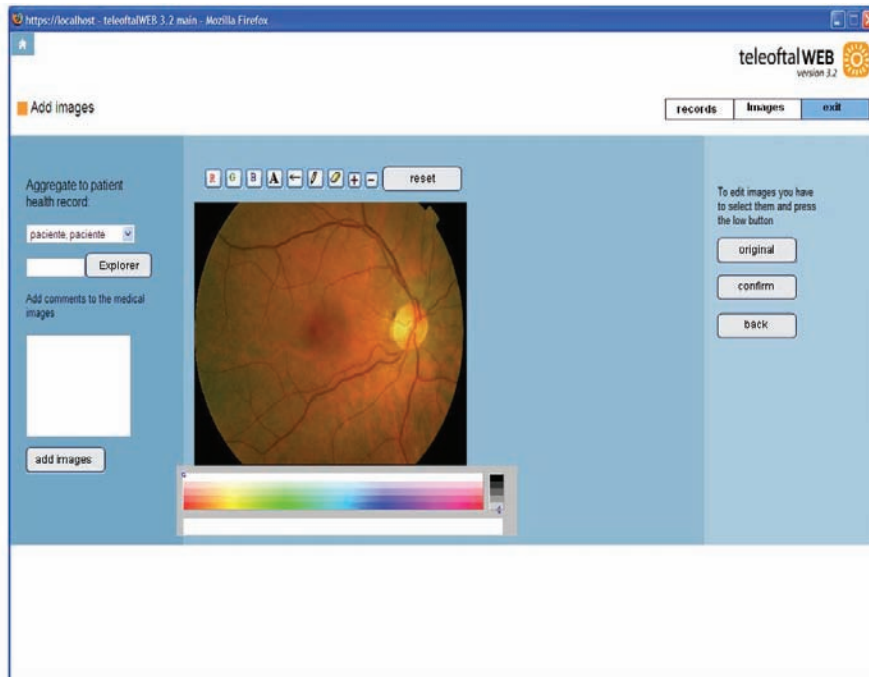 https://localhost - teleoftalWEB 3.2 main - Mozilla Firefox
teleoftalWEB
version 3.2
Add images
records Images exit
Aggregate to patient
health record:
paciente, paciente
Explorer
Add comments to the medical
images
add images
R G B A ← + − reset
To edit images you have
to select them and press
the low button
original
confirm
back